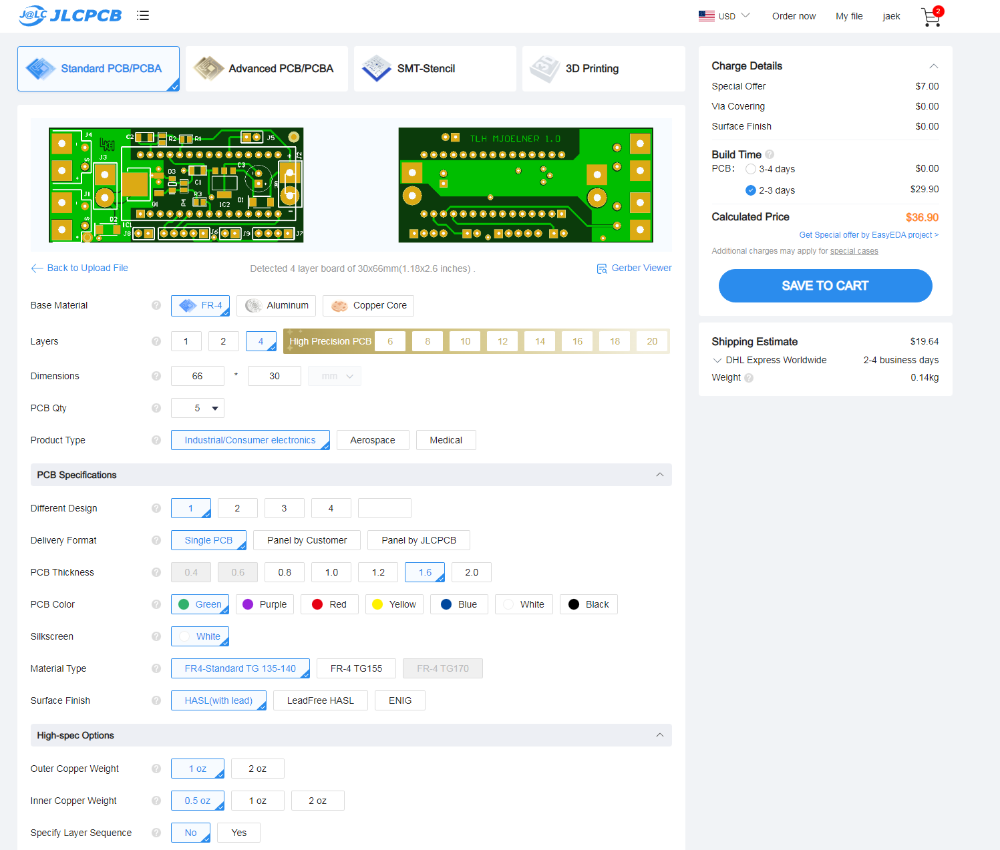 J@LC JLCPCB
USD
Order now
My file
jaek
2
Standard PCB/PCBA
Advanced PCB/PCBA
SMT-Stencil
3D Printing
J4
C2
R2
R1
J5
TLH MJOELNER 1.0
S
J3
J2
D3
C3
C1
J1
R3
R4
Q1
IC2
D1
S
D2
IC1
J8
J6
J9
J7
Back to Upload File
Detected 4 layer board of 30x66mm(1.18x2.6 inches) .
Gerber Viewer
Base Material
FR-4
Aluminum
Copper Core
Layers
1
2
4
High Precision PCB
6
8
10
12
14
16
18
20
Dimensions
66
*
30
mm
PCB Qty
5
Product Type
Industrial/Consumer electronics
Aerospace
Medical
PCB Specifications
Different Design
1
2
3
4
Delivery Format
Single PCB
Panel by Customer
Panel by JLCPCB
PCB Thickness
0.4
0.6
0.8
1.0
1.2
1.6
2.0
PCB Color
Green
Purple
Red
Yellow
Blue
White
Black
Silkscreen
White
Material Type
FR4-Standard TG 135-140
FR-4 TG155
FR-4 TG170
Surface Finish
HASL(with lead)
LeadFree HASL
ENIG
High-spec Options
Outer Copper Weight
1 oz
2 oz
Inner Copper Weight
0.5 oz
1 oz
2 oz
Specify Layer Sequence
No
Yes
Charge Details
Special Offer
$7.00
Via Covering
$0.00
Surface Finish
$0.00
Build Time
PCB:
3-4 days
$0.00
2-3 days
$29.90
Calculated Price
$36.90
Get Special offer by EasyEDA project >
Additional charges may apply for special cases
SAVE TO CART
Shipping Estimate
$19.64
DHL Express Worldwide
2-4 business days
Weight
0.14kg